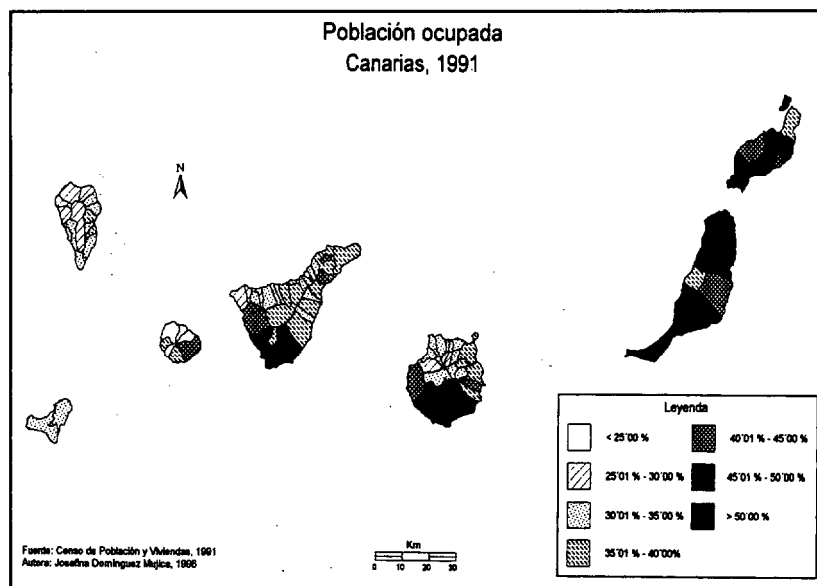 Población ocupada
Canarias, 1991
N
Leyenda
< 25'00 %
25'01 % - 30'00 %
30'01 % - 35'00 %
35'01 % - 40'00%
40'01 % - 45'00 %
45'01 % - 50'00 %
> 50'00 %
Fuente: Censo de Población y Viviendas, 1991
Autora: Josefina Domínguez Mujica, 1996
Km
0 10 20 30